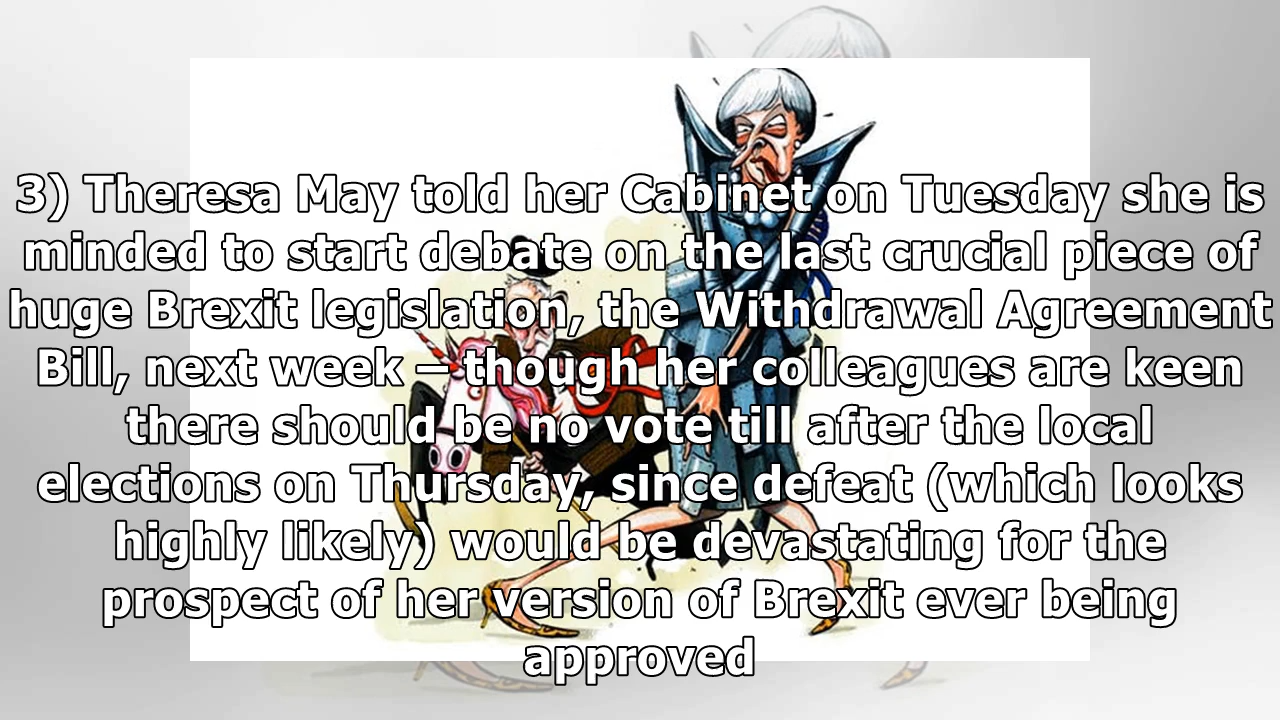 3) Theresa May told her Cabinet on Tuesday she is
minded to start debate on the last crucial piece of
huge Brexit legislation, the Withdrawal Agreement
Bill, next week – though her colleagues are keen
there should be no vote till after the local
elections on Thursday, since defeat (which looks
highly likely) would be devastating for the
prospect of her version of Brexit ever being
approved